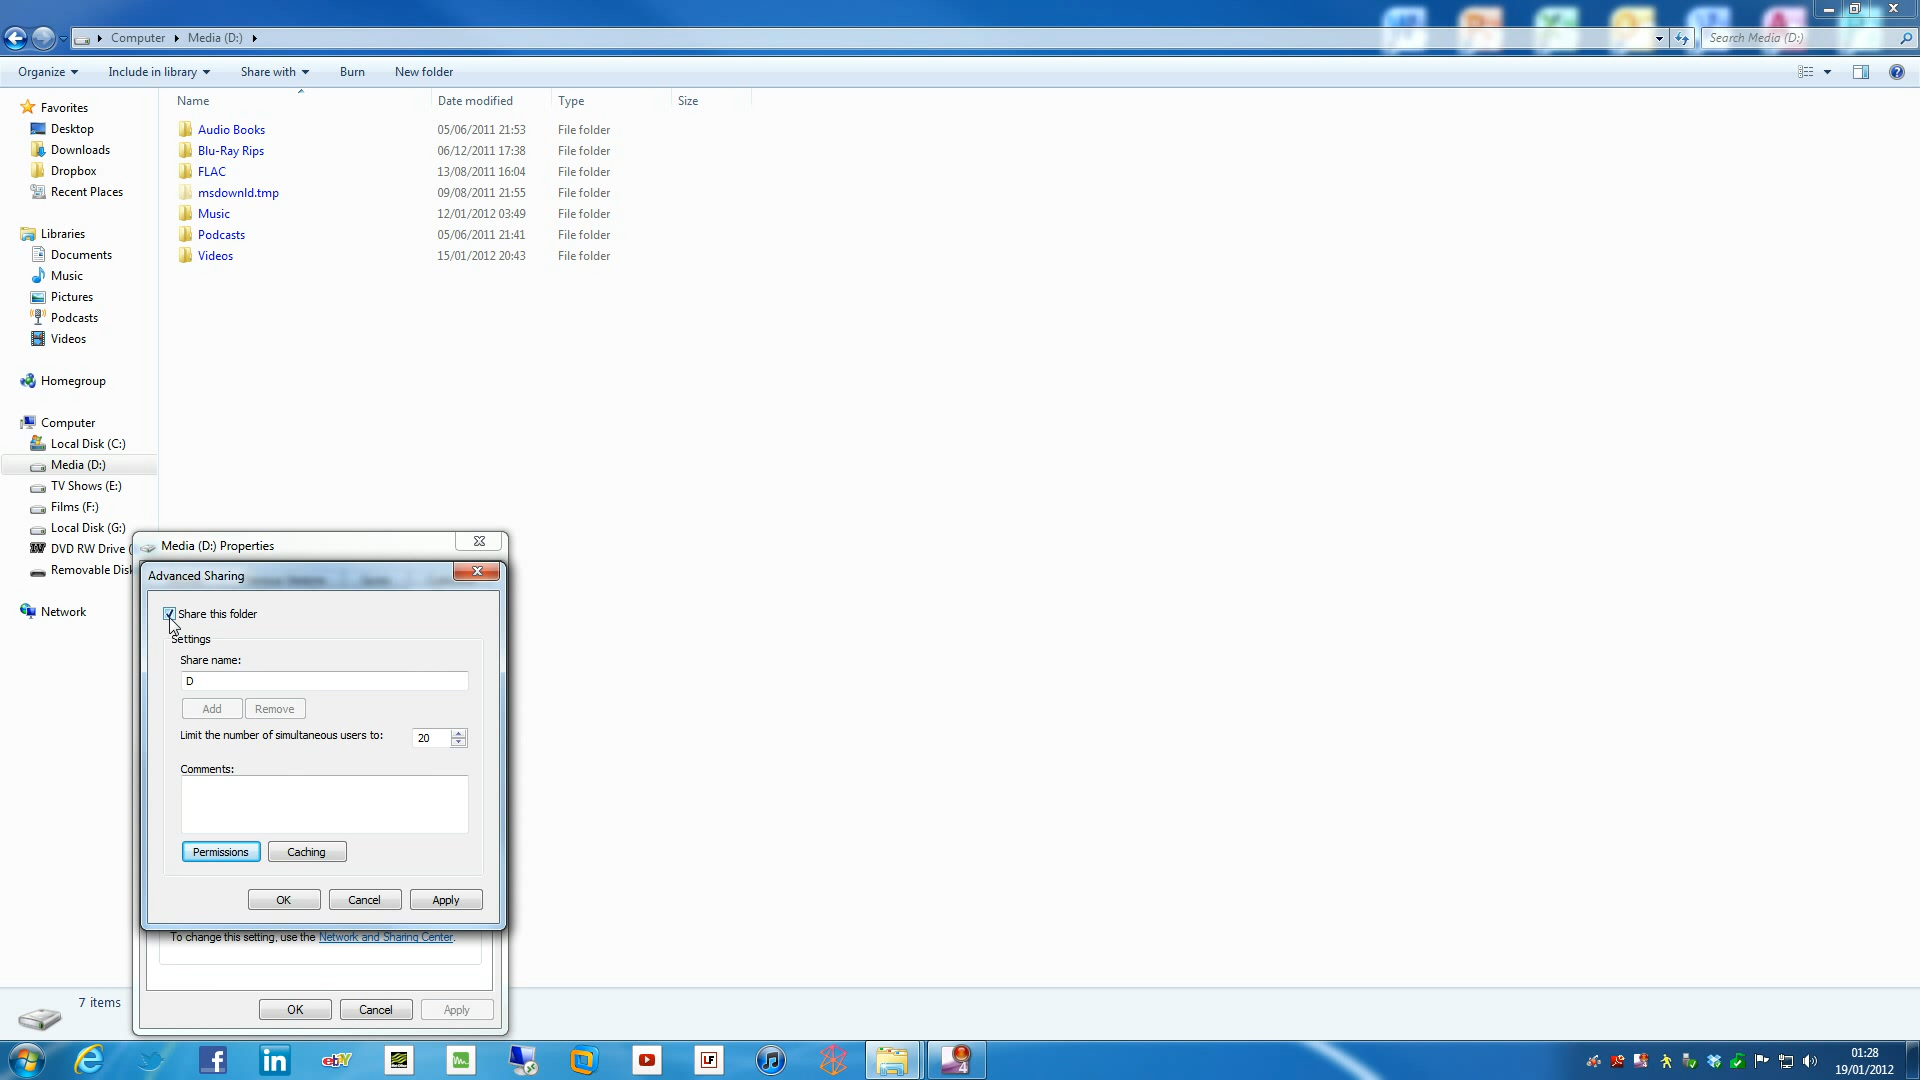 Computer Media (D:)
Search Media (D:)
Organize Include in library Share with Burn New folder
Name Date modified Type Size
Audio Books 05/06/2011 21:53 File folder
Blu-Ray Rips 06/12/2011 17:38 File folder
FLAC 13/08/2011 16:04 File folder
msdownld.tmp 09/08/2011 21:55 File folder
Music 12/01/2012 03:49 File folder
Podcasts 05/06/2011 21:41 File folder
Videos 15/01/2012 20:43 File folder
Favorites
Desktop
Downloads
Dropbox
Recent Places
Libraries
Documents
Music
Pictures
Podcasts
Videos
Homegroup
Computer
Local Disk (C:)
Media (D:)
TV Shows (E:)
Films (F:)
Local Disk (G:)
DVD RW Drive (
Removable Disk
Network
Media (D:) Properties
Advanced Sharing
Share this folder
Settings
Share name:
D
Add Remove
Limit the number of simultaneous users to: 20
Comments:
Permissions Caching
OK Cancel Apply
To change this setting, use the Network and Sharing Center.
OK Cancel Apply
7 items
f in ebY LF 4
01:28
19/01/2012